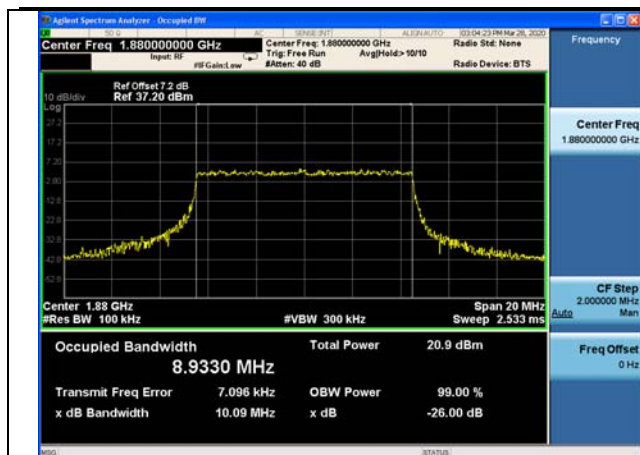 Agilent Spectrum Analyzer - Occupied BW
50 Ω AC SENSE:INT ALIGN AUTO 03:04:23 PM Mar 28, 2020
Center Freq 1.880000000 GHz
Input: RF
#IFGain:Low
Center Freq: 1.880000000 GHz
Trig: Free Run Avg|Hold:> 10/10
#Atten: 40 dB
Radio Std: None
Radio Device: BTS
Frequency
Ref Offset 7.2 dB
10 dB/div Ref 37.20 dBm
Log
27.2
17.2
7.20
-2.80
-12.8
-22.8
-32.8
-42.8
-52.8
Center 1.88 GHz Span 20 MHz
#Res BW 100 kHz #VBW 300 kHz Sweep 2.533 ms
Occupied Bandwidth Total Power 20.9 dBm
8.9330 MHz
Transmit Freq Error 7.096 kHz OBW Power 99.00 %
x dB Bandwidth 10.09 MHz x dB -26.00 dB
Center Freq
1.880000000 GHz
CF Step
2.000000 MHz
Auto Man
Freq Offset
0 Hz
MSG STATUS